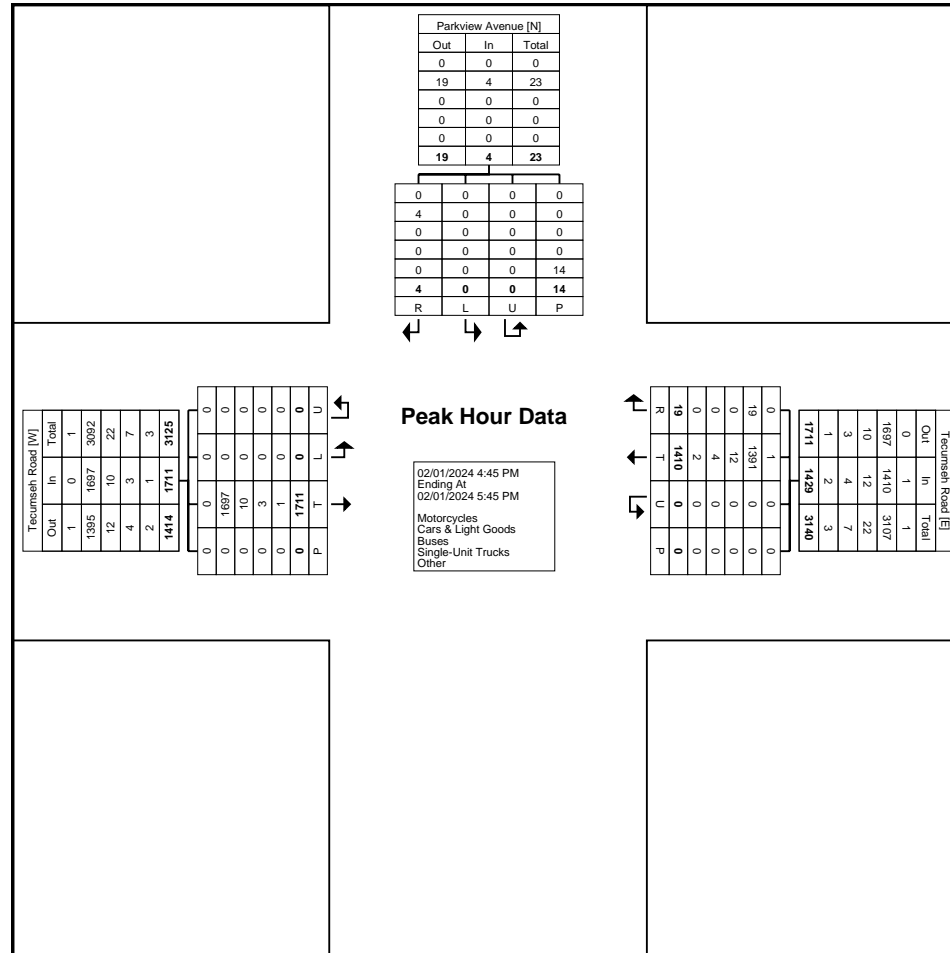 Parkview Avenue [N]
Out In Total
0 0 0
19 4 23
0 0 0
0 0 0
0 0 0
19 4 23
0 0 0 0
4 0 0 0
0 0 0 0
0 0 0 0
0 0 0 14
4 0 0 14
R L U P
Tecumseh Road [W]
Total In Out
1 0 1
3092 1697 1395
22 10 12
7 3 4
3 1 2
3125 1711 1414
0 0 0 0
0 0 1697 0
0 0 10 0
0 0 3 0
0 0 1 0
0 0 1711 0
U L T P
Peak Hour Data
02/01/2024 4:45 PM
Ending At
02/01/2024 5:45 PM
Motorcycles
Cars & Light Goods
Buses
Single-Unit Trucks
Other
R T U P
19 1410 0 0
0 2 0 0
0 4 0 0
0 12 0 0
19 1391 0 0
0 1 0 0
Tecumseh Road [E]
Out In Total
0 1 1
1697 1410 3107
10 12 22
3 4 7
1 2 3
1711 1429 3140